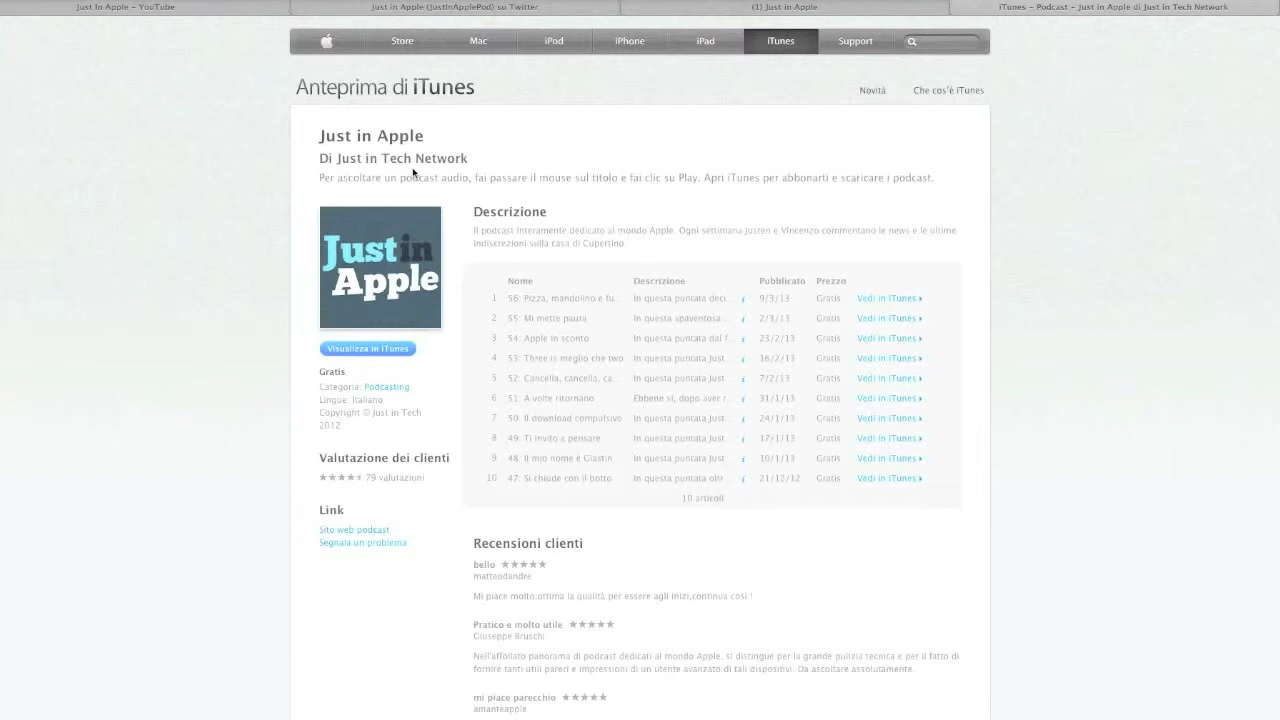 Just In Apple - YouTube
Just in Apple (JustInApplePod) su Twitter
(1) Just in Apple
iTunes - Podcast - Just in Apple di Just in Tech Network
Store
Mac
iPod
iPhone
iPad
iTunes
Support
Anteprima di iTunes
Novità
Che cos'è iTunes
Just in Apple
Di Just in Tech Network
Per ascoltare un podcast audio, fai passare il mouse sul titolo e fai clic su Play. Apri iTunes per abbonarti e scaricare i podcast.
Just in
Apple
Visualizza in iTunes
Gratis
Categoria: Podcasting
Lingue: Italiano
Copyright © Just in Tech
2012
Valutazione dei clienti
79 valutazioni
Link
Sito web podcast
Segnala un problema
Descrizione
Il podcast interamente dedicato al mondo Apple. Ogni settimana Justen e Vincenzo commentano le news e le ultime
indiscrezioni sulla casa di Cupertino.
Nome Descrizione Pubblicato Prezzo
1 56: Pizza, mandolino e fu... In questa puntata deci... i 9/3/13 Gratis Vedi in iTunes
2 55: Mi mette paura In questa spaventosa... i 2/3/13 Gratis Vedi in iTunes
3 54: Apple in sconto In questa puntata dal f... i 23/2/13 Gratis Vedi in iTunes
4 53: Three is meglio che two In questa puntata Just... i 16/2/13 Gratis Vedi in iTunes
5 52: Cancella, cancella, ca... In questa puntata Just... i 7/2/13 Gratis Vedi in iTunes
6 51: A volte ritornano Ebbene sì, dopo aver r... i 31/1/13 Gratis Vedi in iTunes
7 50: Il download compulsivo In questa puntata Just... i 24/1/13 Gratis Vedi in iTunes
8 49: Ti invito a pensare In questa puntata Just... i 17/1/13 Gratis Vedi in iTunes
9 48: Il mio nome è Giastin In questa puntata Just... i 10/1/13 Gratis Vedi in iTunes
10 47: Si chiude con il botto In questa puntata oltr... i 21/12/12 Gratis Vedi in iTunes
10 articoli
Recensioni clienti
bello ★★★★★
matteodandre
Mi piace molto:ottima la qualità per essere agli inizi,continua così !
Pratico e molto utile ★★★★★
Giuseppe Bruschi
Nell'affollato panorama di podcast dedicati al mondo Apple, si distingue per la grande pulizia tecnica e per il fatto di
fornire tanti utili pareri e impressioni di un utente avanzato di tali dispositivi. Da ascoltare assolutamente.
mi piace parecchio ★★★★★
amanteapple